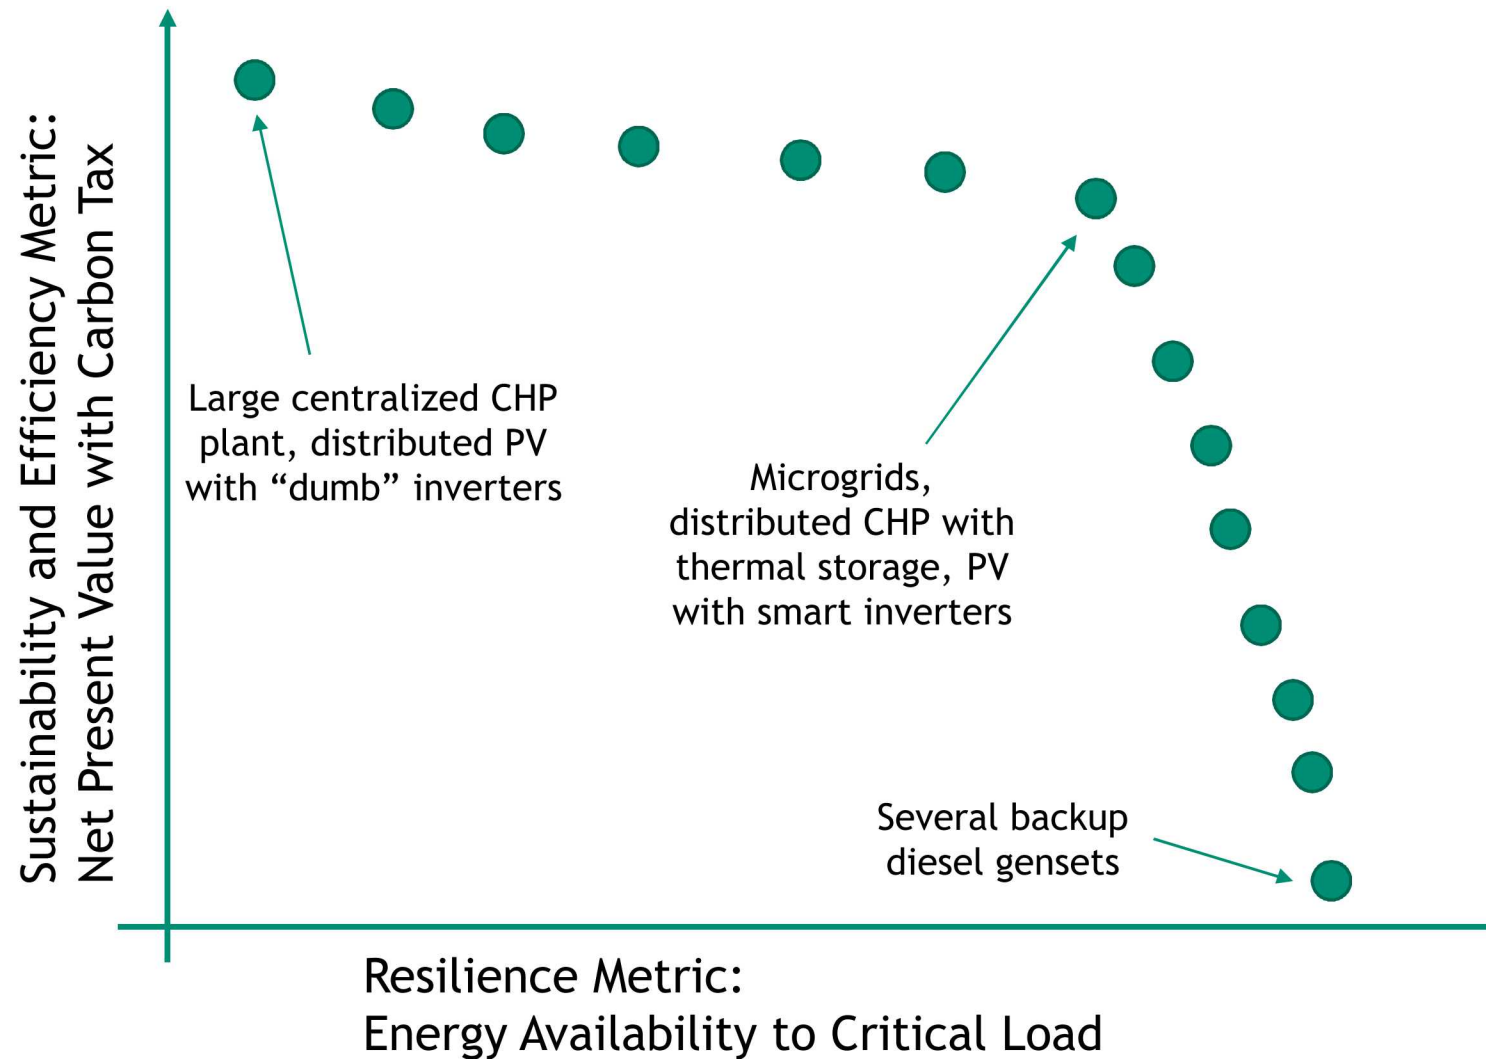 Sustainability and Efficiency Metric:
Net Present Value with Carbon Tax
Large centralized CHP
plant, distributed PV
with “dumb” inverters
Microgrids,
distributed CHP with
thermal storage, PV
with smart inverters
Several backup
diesel gensets
Resilience Metric:
Energy Availability to Critical Load